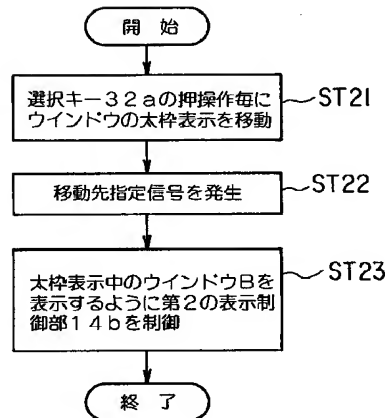 開 始
選択キー32aの押操作毎に
ウインドウの太枠表示を移動
ST21
移動先指定信号を発生
ST22
太枠表示中のウインドウBを
表示するように第2の表示制
御部14bを制御
ST23
終 了